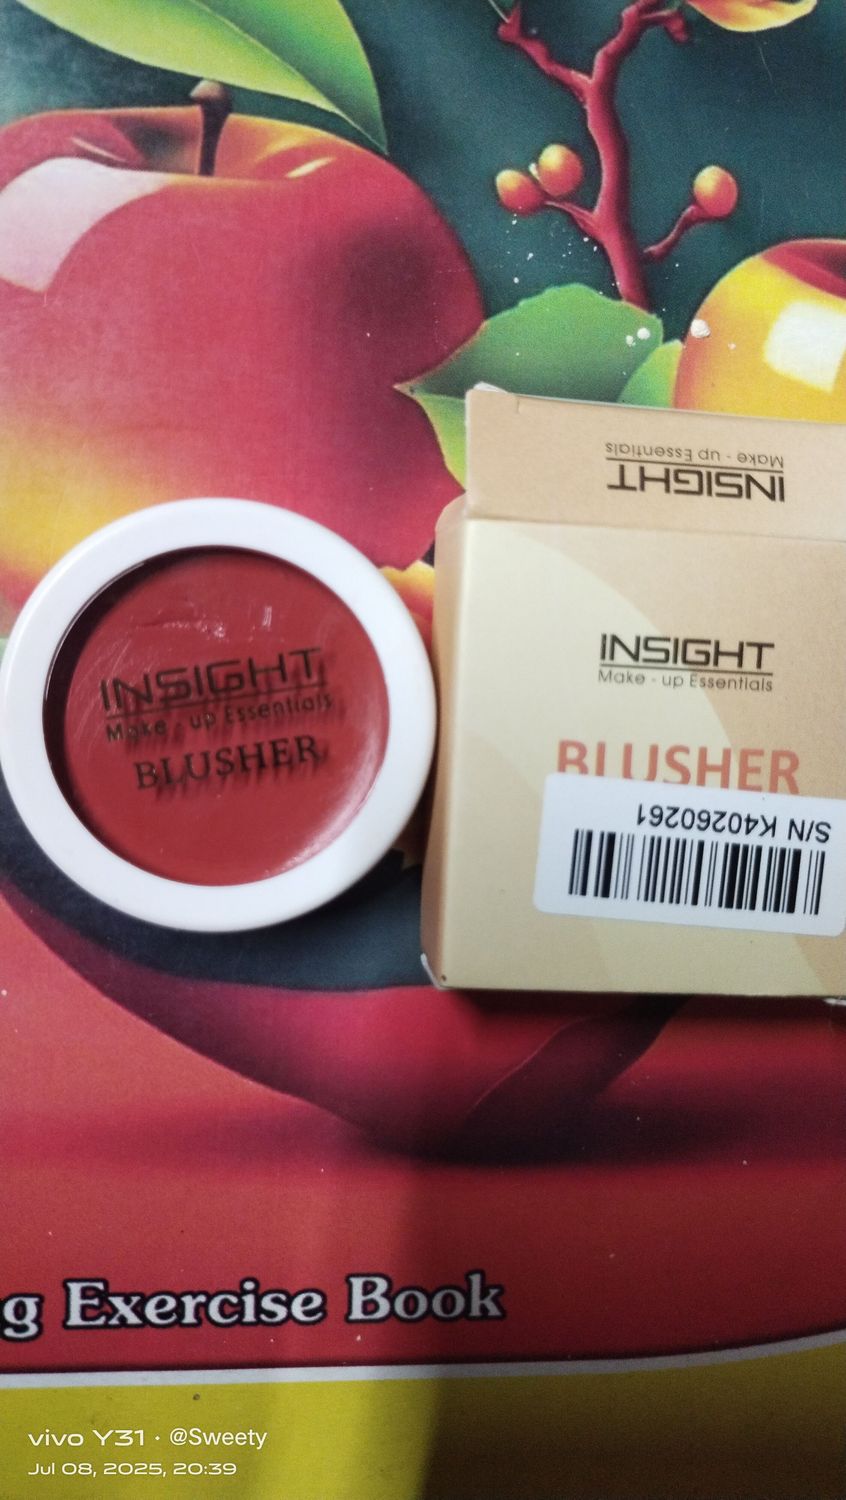 INSIGHT
Make - up Essentials
INSIGHT
Make - up Essentials
BLUSHER
S/N K40260261
INSIGHT
Make - up Essentials
BLUSHER
g Exercise Book
vivo Y31 · @Sweety
Jul 08, 2025, 20:39